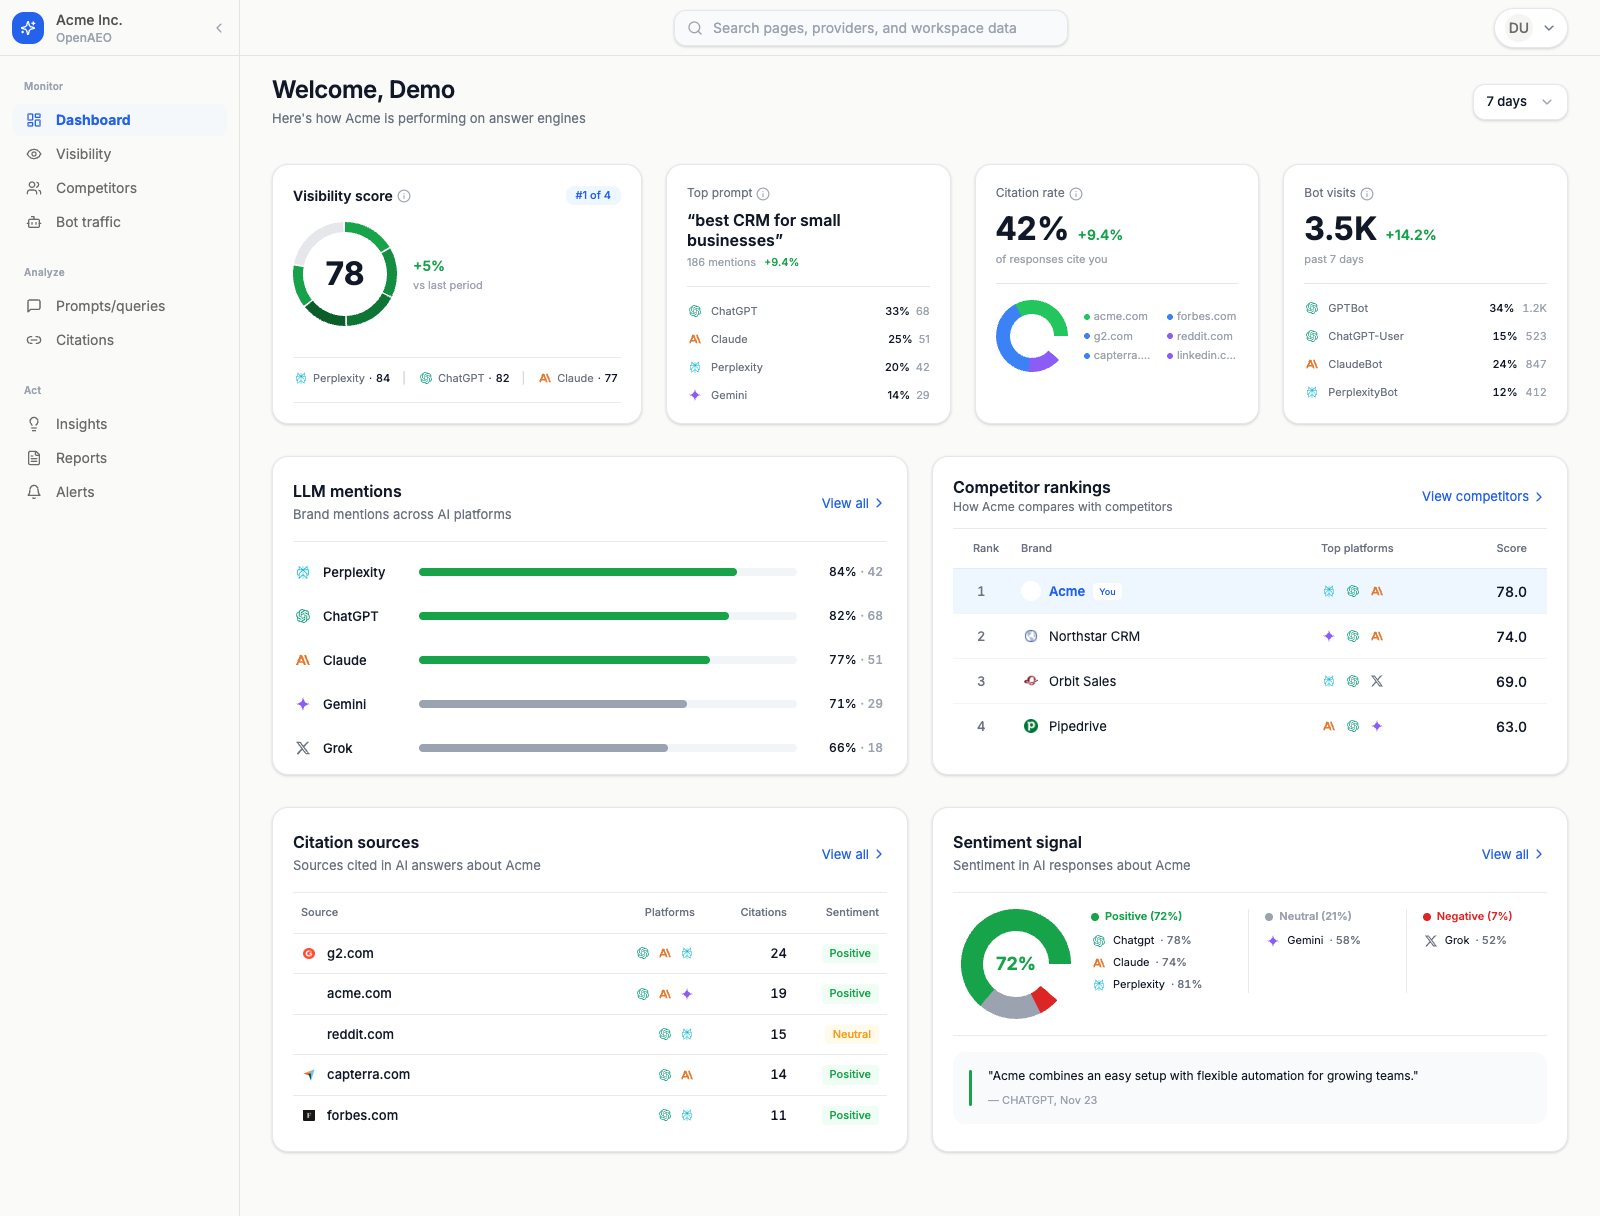 Acme Inc.
OpenAEO
Search pages, providers, and workspace data
DU
Monitor
Dashboard
Visibility
Competitors
Bot traffic
Analyze
Prompts/queries
Citations
Act
Insights
Reports
Alerts
Welcome, Demo
Here's how Acme is performing on answer engines
7 days
Visibility score
#1 of 4
78
+5%
vs last period
Perplexity · 84
ChatGPT · 82
Claude · 77
Top prompt
“best CRM for small
businesses”
186 mentions +9.4%
ChatGPT 33% 68
Claude 25% 51
Perplexity 20% 42
Gemini 14% 29
Citation rate
42% +9.4%
of responses cite you
acme.com forbes.com
g2.com reddit.com
capterra.... linkedin.c...
Bot visits
3.5K +14.2%
past 7 days
GPTBot 34% 1.2K
ChatGPT-User 15% 523
ClaudeBot 24% 847
PerplexityBot 12% 412
LLM mentions
Brand mentions across AI platforms
View all
Perplexity 84% · 42
ChatGPT 82% · 68
Claude 77% · 51
Gemini 71% · 29
Grok 66% · 18
Competitor rankings
How Acme compares with competitors
View competitors
Rank Brand Top platforms Score
1 Acme You 78.0
2 Northstar CRM 74.0
3 Orbit Sales 69.0
4 Pipedrive 63.0
Citation sources
Sources cited in AI answers about Acme
View all
Source Platforms Citations Sentiment
g2.com 24 Positive
acme.com 19 Positive
reddit.com 15 Neutral
capterra.com 14 Positive
forbes.com 11 Positive
Sentiment signal
Sentiment in AI responses about Acme
View all
72%
Positive (72%)
Chatgpt · 78%
Claude · 74%
Perplexity · 81%
Neutral (21%)
Gemini · 58%
Negative (7%)
Grok · 52%
"Acme combines an easy setup with flexible automation for growing teams."
— CHATGPT, Nov 23